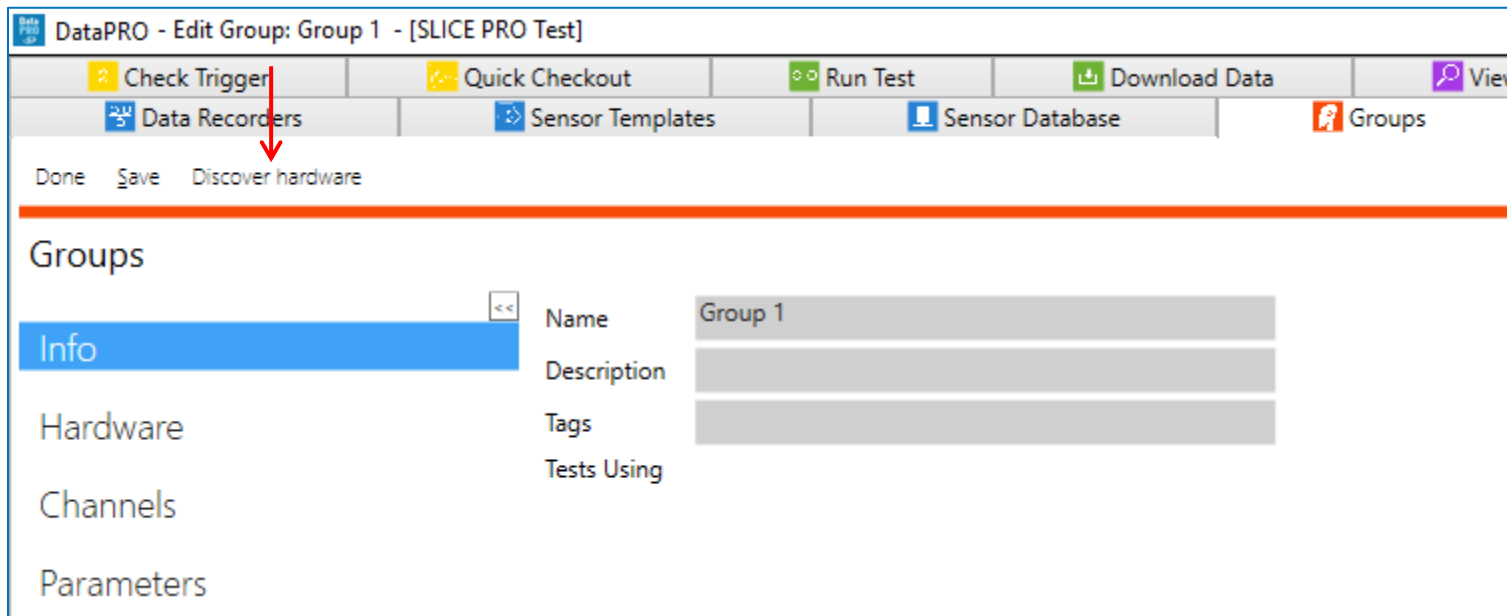 DataPRO - Edit Group: Group 1 - [SLICE PRO Test]
Check Trigger Quick Checkout Run Test Download Data View
Data Recorders Sensor Templates Sensor Database Groups
Done Save Discover hardware
Groups
<<
Info
Hardware
Channels
Parameters
Name Group 1
Description
Tags
Tests Using